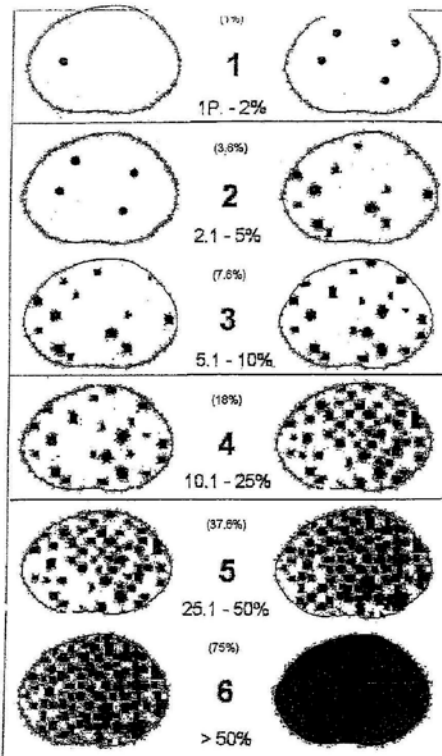 (1%)
1
1P. - 2%
(3.6%)
2
2.1 - 5%
(7.6%)
3
5.1 - 10%
(18%)
4
10.1 - 25%
(37.6%)
5
25.1 - 50%
(75%)
6
> 50%